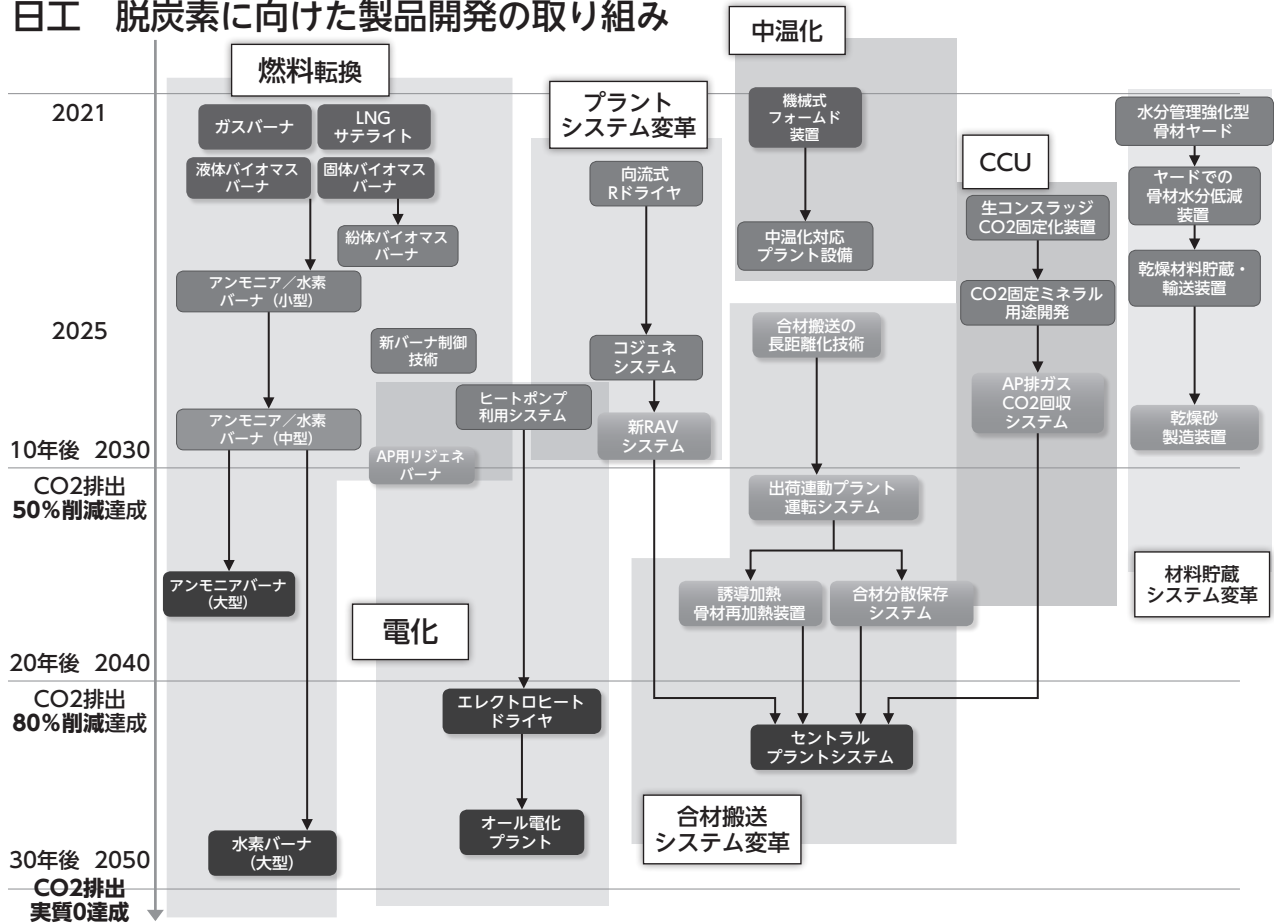 日工　脱炭素に向けた製品開発の取り組み
燃料転換
プラント
システム変革
中温化
CCU
電化
合材搬送
システム変革
材料貯蔵
システム変革
2021
2025
10年後 2030
CO2排出
50%削減達成
20年後 2040
CO2排出
80%削減達成
30年後 2050
CO2排出
実質0達成
ガスバーナ
LNG
サテライト
液体バイオマス
バーナ
固体バイオマス
バーナ
紛体バイオマス
バーナ
アンモニア／水素
バーナ（小型）
新バーナ制御
技術
アンモニア／水素
バーナ（中型）
AP用リジェネ
バーナ
アンモニアバーナ
（大型）
水素バーナ
（大型）
ヒートポンプ
利用システム
エレクトロヒート
ドライヤ
オール電化
プラント
向流式
Rドライヤ
コジェネ
システム
新RAV
システム
機械式
フォームド
装置
中温化対応
プラント設備
合材搬送の
長距離化技術
出荷連動プラント
運転システム
誘導加熱
骨材再加熱装置
合材分散保存
システム
セントラル
プラントシステム
生コンスラッジ
CO2固定化装置
CO2固定ミネラル
用途開発
AP排ガス
CO2回収
システム
水分管理強化型
骨材ヤード
ヤードでの
骨材水分低減
装置
乾燥材料貯蔵・
輸送装置
乾燥砂
製造装置